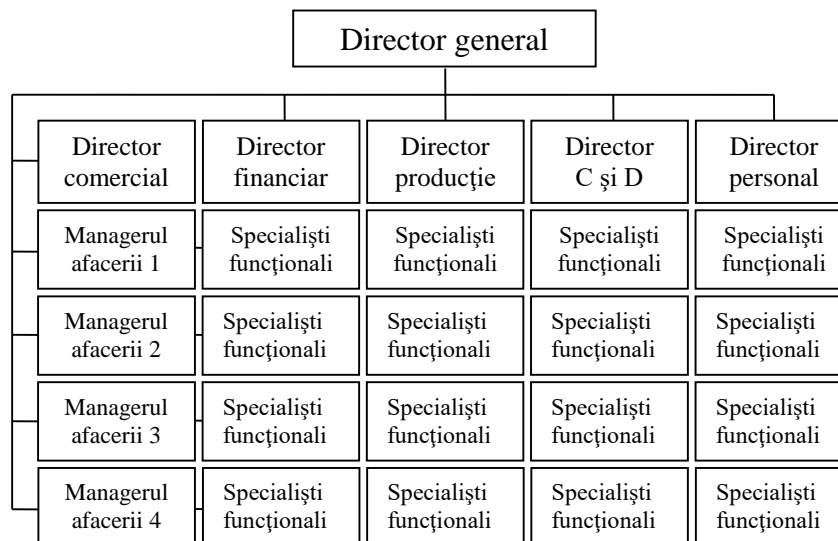 Director general
Director
comercial
Director
financiar
Director
producţie
Director
C şi D
Director
personal
Managerul
afacerii 1
Specialişti
funcţionali
Specialişti
funcţionali
Specialişti
funcţionali
Specialişti
funcţionali
Managerul
afacerii 2
Specialişti
funcţionali
Specialişti
funcţionali
Specialişti
funcţionali
Specialişti
funcţionali
Managerul
afacerii 3
Specialişti
funcţionali
Specialişti
funcţionali
Specialişti
funcţionali
Specialişti
funcţionali
Managerul
afacerii 4
Specialişti
funcţionali
Specialişti
funcţionali
Specialişti
funcţionali
Specialişti
funcţionali